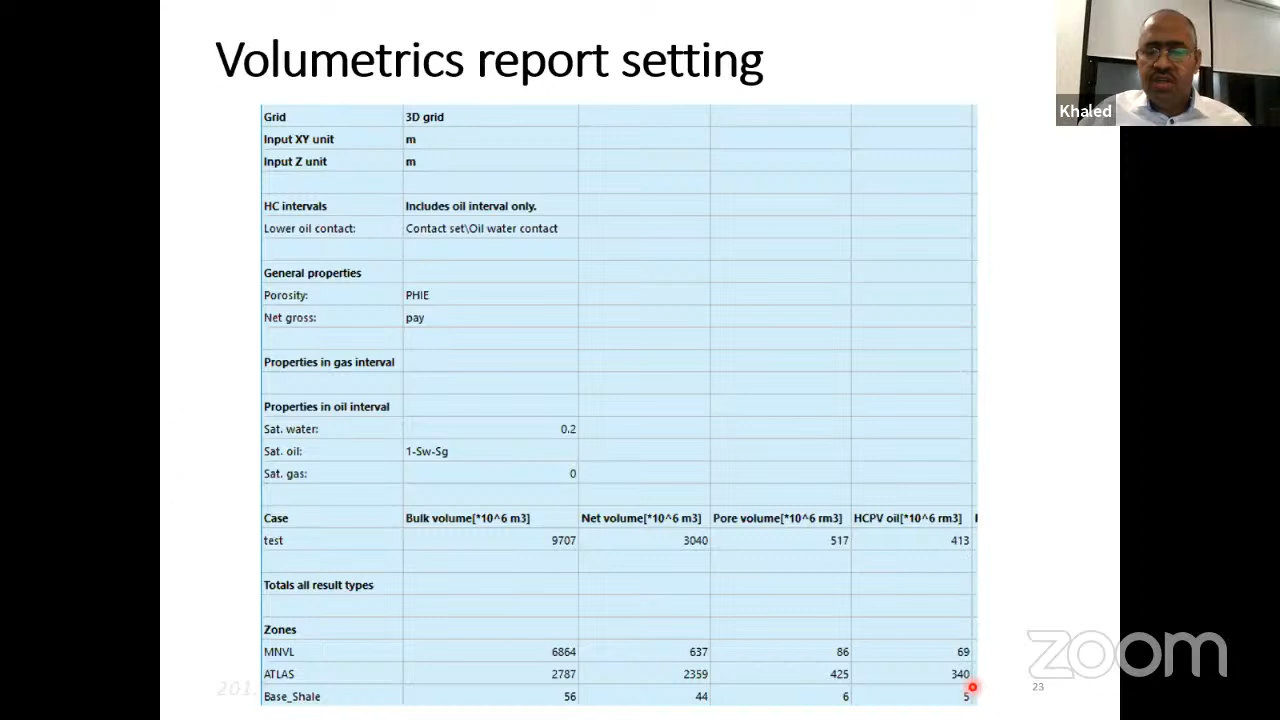 Volumetrics report setting
Khaled
Grid 3D grid
Input XY unit m
Input Z unit m
HC intervals Includes oil interval only.
Lower oil contact: Contact set\Oil water contact
General properties
Porosity: PHIE
Net gross: pay
Properties in gas interval
Properties in oil interval
Sat. water: 0.2
Sat. oil: 1-Sw-Sg
Sat. gas: 0
Case Bulk volume[*10^6 m3] Net volume[*10^6 m3] Pore volume[*10^6 rm3] HCPV oil[*10^6 rm3]
test 9707 3040 517 413
Totals all result types
Zones
MNVL 6864 637 86 69
ATLAS 2787 2359 425 340
Base_Shale 56 44 6 5
zoom
23